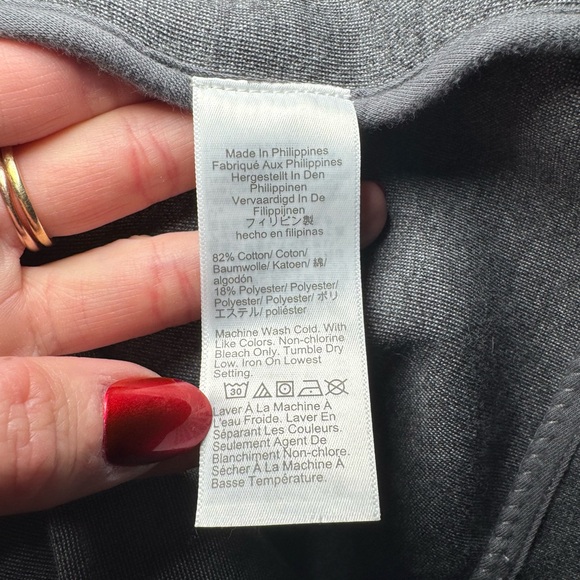 Made In Philippines
Fabriqué Aux Philippines
Hergestellt In Den
Philippinen
Vervaardigd In De
Filippijnen
フィリピン製
hecho en filipinas
82% Cotton/ Coton/
Baumwolle/ Katoen/ 綿/
algodón
18% Polyester/ Polyester/
Polyester/ Polyester/ ポリ
エステル/ poliéster
Machine Wash Cold. With
Like Colors. Non-chlorine
Bleach Only. Tumble Dry
Low. Iron On Lowest
Setting.
30
Laver À La Machine À
L'eau Froide. Laver En
Séparant Les Couleurs.
Seulement Agent De
Blanchiment Non-chlore.
Sécher À La Machine À
Basse Température.